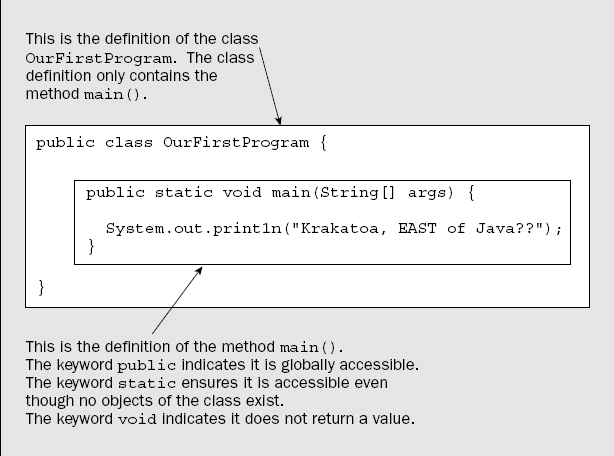 This is the definition of the class
OurFirstProgram. The class
definition only contains the
method main().
public class OurFirstProgram {
public static void main(String[] args) {
System.out.print1n("Krakatoa, EAST of Java??");
}
}
This is the definition of the method main().
The keyword public indicates it is globally accessible.
The keyword static ensures it is accessible even
though no objects of the class exist.
The keyword void indicates it does not return a value.